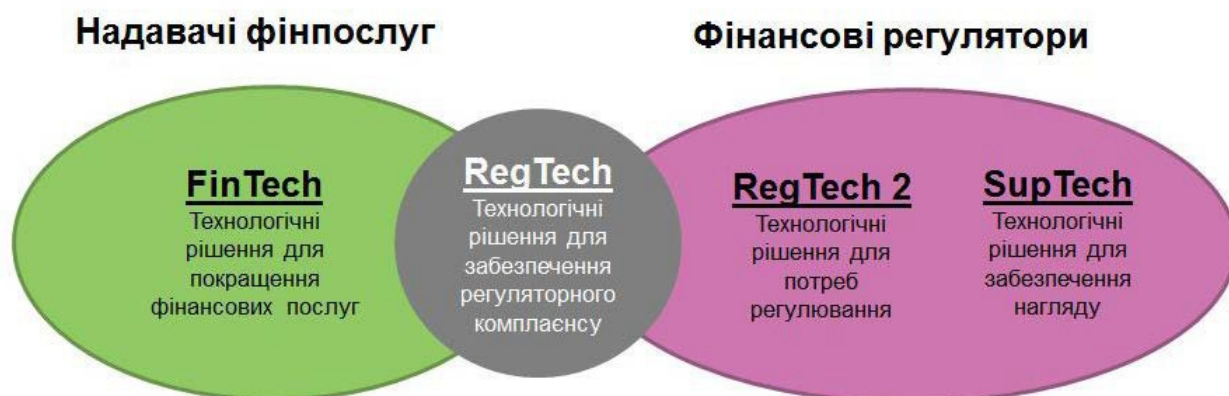 Надавачі фінпослуг
Фінансові регулятори
FinTech
Технологічні
рішення для
покращення
фінансових послуг
RegTech
Технологічні
рішення для
забезпечення
регуляторного
комплаєнсу
RegTech 2
Технологічні
рішення для
потреб
регулювання
SupTech
Технологічні
рішення для
забезпечення
нагляду